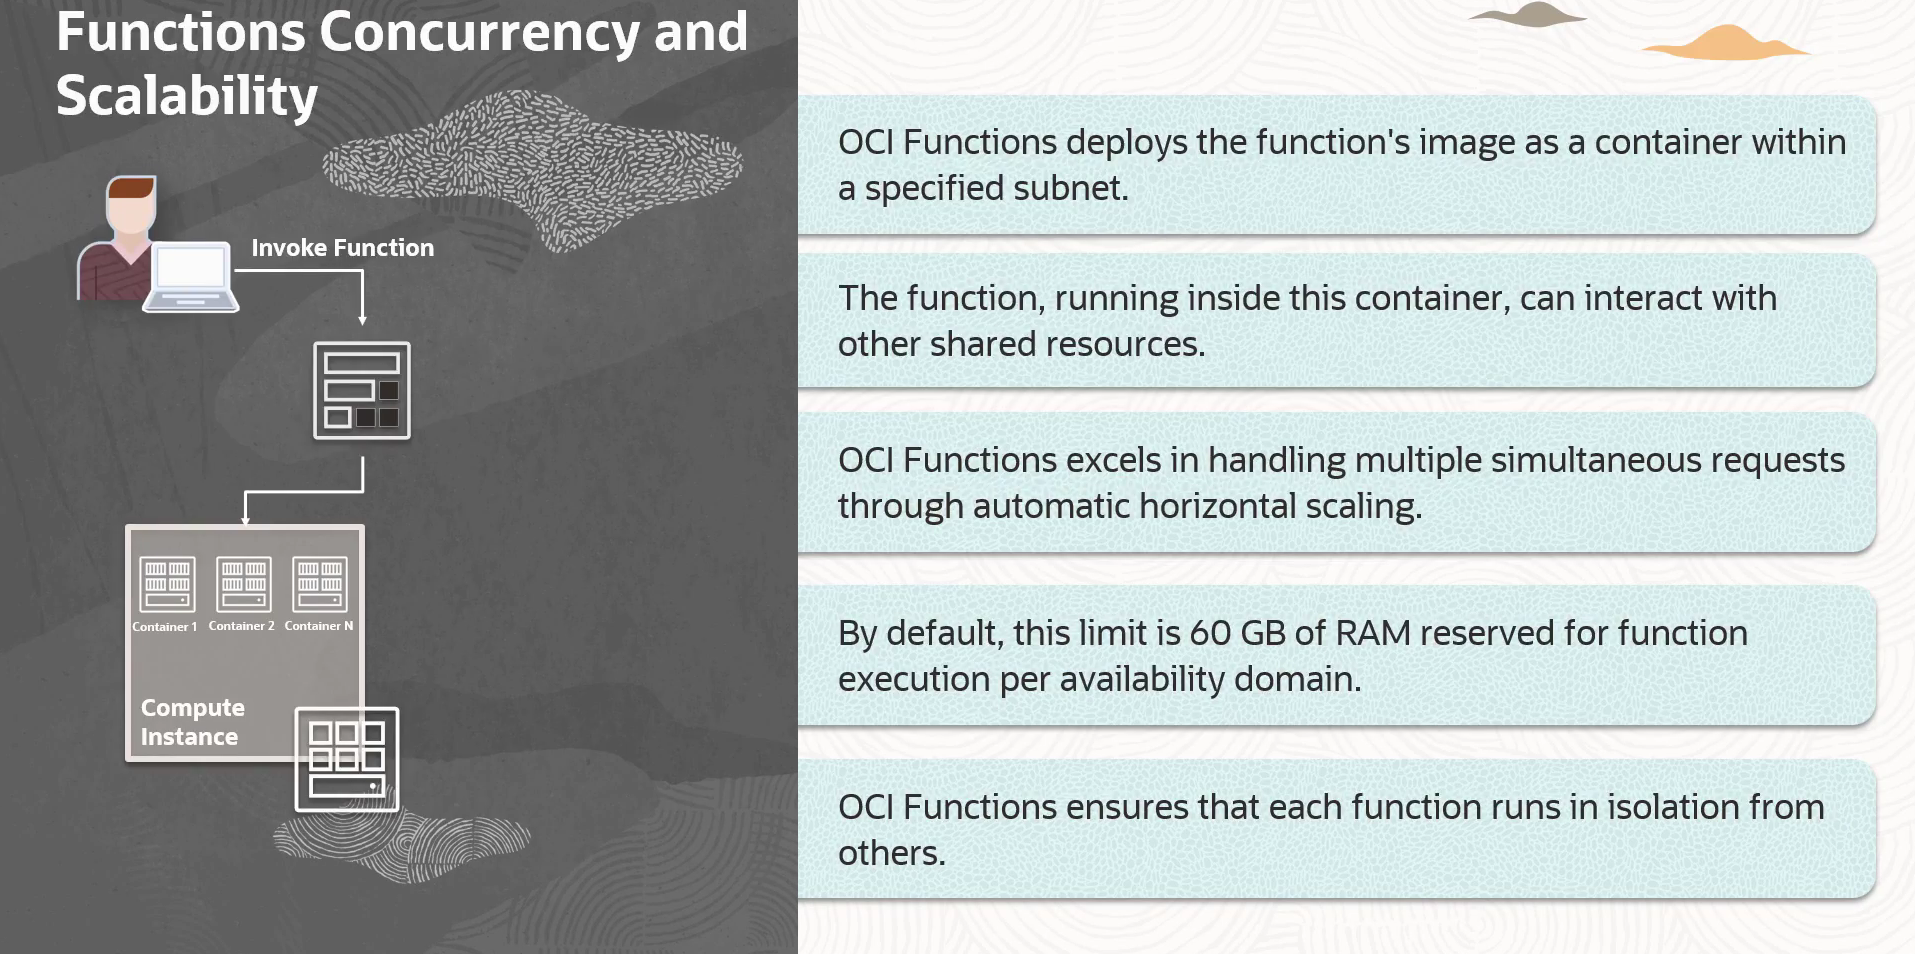 Functions Concurrency and
Scalability
Invoke Function
Container 1
Container 2
Container N
Compute
Instance
OCI Functions deploys the function's image as a container within
a specified subnet.
The function, running inside this container, can interact with
other shared resources.
OCI Functions excels in handling multiple simultaneous requests
through automatic horizontal scaling.
By default, this limit is 60 GB of RAM reserved for function
execution per availability domain.
OCI Functions ensures that each function runs in isolation from
others.